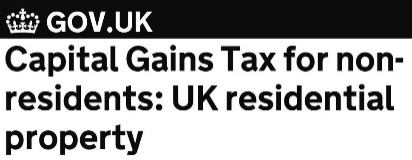 GOV.UK
Capital Gains Tax for non-
residents: UK residential
property